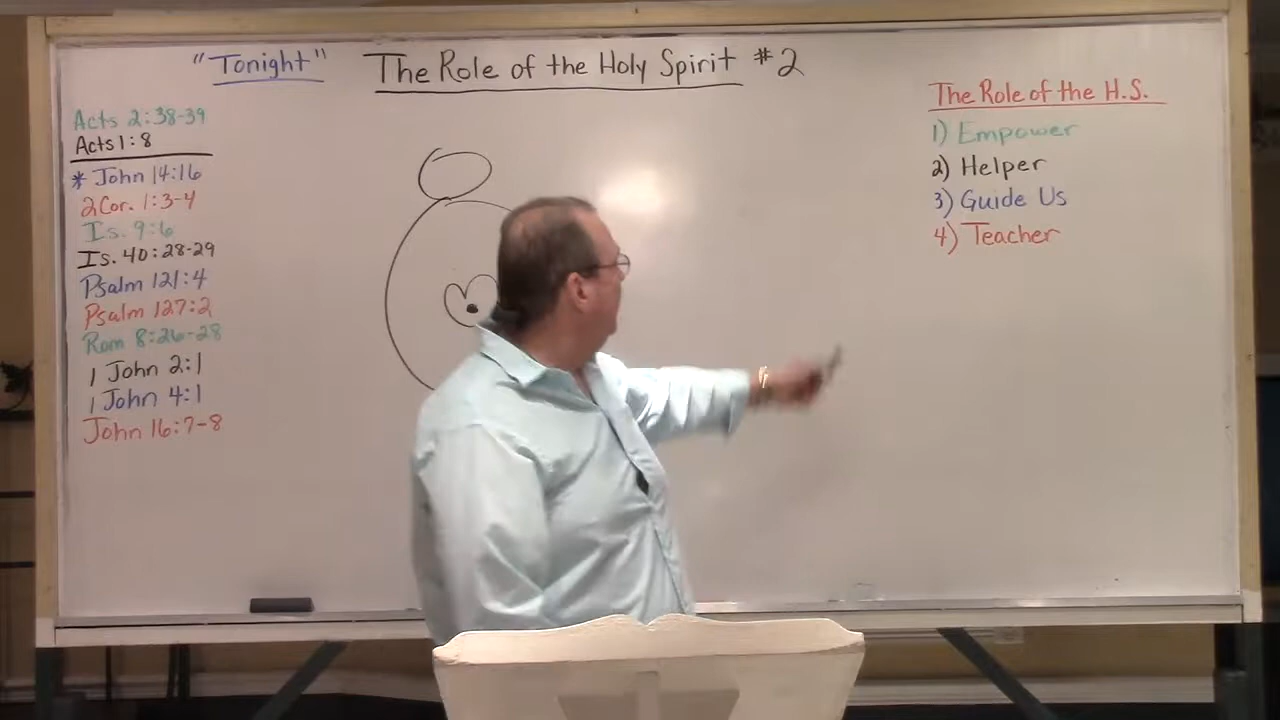 "Tonight" The Role of the Holy Spirit #2
Acts 2:38-39
Acts 1:8
* John 14:16
2 Cor. 1:3-4
Is. 9:6
Is. 40:28-29
Psalm 121:4
Psalm 127:2
Rom 8:26-28
1 John 2:1
1 John 4:1
John 16:7-8
The Role of the H.S.
1) Empower
2) Helper
3) Guide Us
4) Teacher